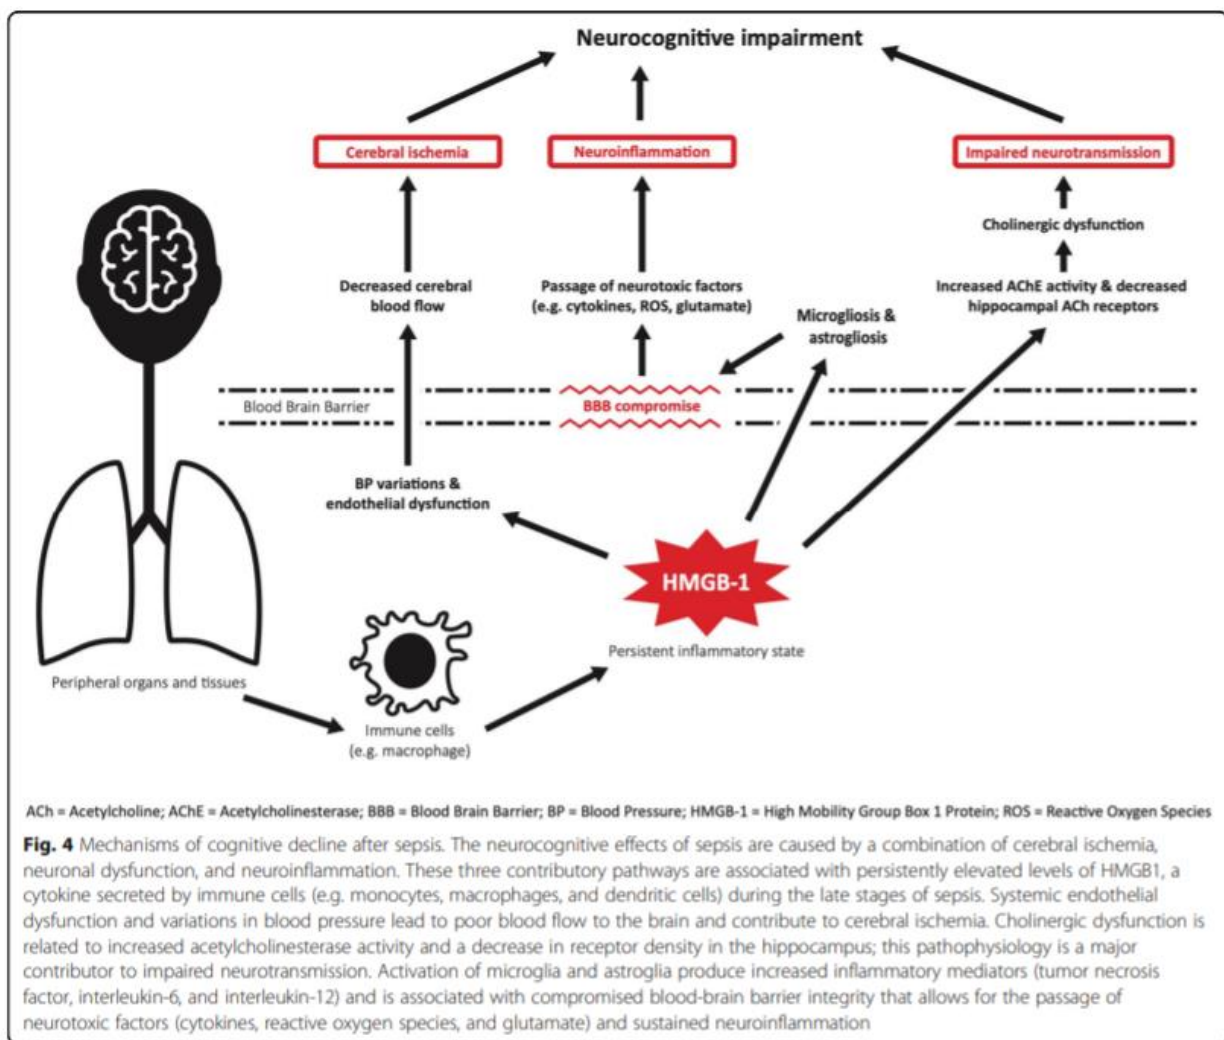 Neurocognitive impairment
Cerebral ischemia
Neuroinflammation
Impaired neurotransmission
Cholinergic dysfunction
Decreased cerebral
blood flow
Passage of neurotoxic factors
(e.g. cytokines, ROS, glutamate)
Increased AChE activity & decreased
hippocampal ACh receptors
Microgliosis &
astrogliosis
Blood Brain Barrier
BBB compromise
BP variations &
endothelial dysfunction
HMGB-1
Persistent inflammatory state
Peripheral organs and tissues
Immune cells
(e.g. macrophage)
ACh = Acetylcholine; AChE = Acetylcholinesterase; BBB = Blood Brain Barrier; BP = Blood Pressure; HMGB-1 = High Mobility Group Box 1 Protein; ROS = Reactive Oxygen Species
Fig. 4 Mechanisms of cognitive decline after sepsis. The neurocognitive effects of sepsis are caused by a combination of cerebral ischemia,
neuronal dysfunction, and neuroinflammation. These three contributory pathways are associated with persistently elevated levels of HMGB1, a
cytokine secreted by immune cells (e.g. monocytes, macrophages, and dendritic cells) during the late stages of sepsis. Systemic endothelial
dysfunction and variations in blood pressure lead to poor blood flow to the brain and contribute to cerebral ischemia. Cholinergic dysfunction is
related to increased acetylcholinesterase activity and a decrease in receptor density in the hippocampus; this pathophysiology is a major
contributor to impaired neurotransmission. Activation of microglia and astroglia produce increased inflammatory mediators (tumor necrosis
factor, interleukin-6, and interleukin-12) and is associated with compromised blood-brain barrier integrity that allows for the passage of
neurotoxic factors (cytokines, reactive oxygen species, and glutamate) and sustained neuroinflammation